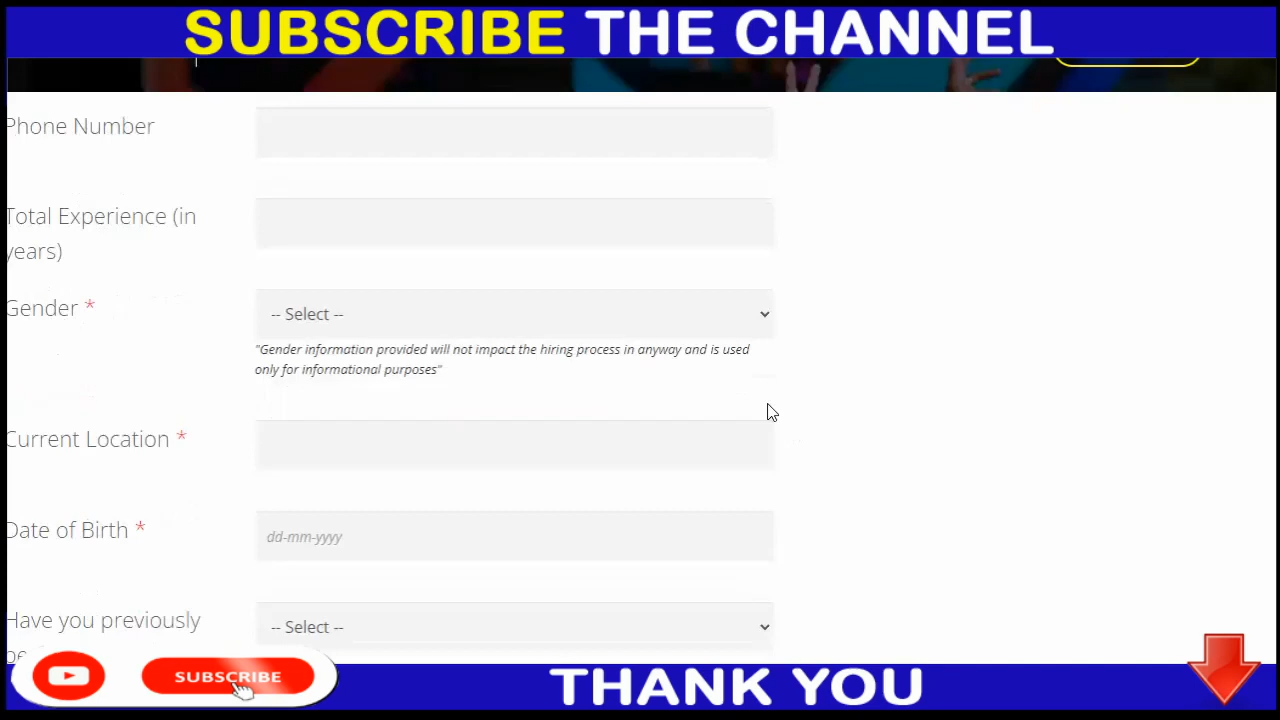 SUBSCRIBE THE CHANNEL
Phone Number
Total Experience (in
years)
Gender *
-- Select --
"Gender information provided will not impact the hiring process in anyway and is used
only for informational purposes"
Current Location *
Date of Birth *
dd-mm-yyyy
Have you previously
-- Select --
SUBSCRIBE
THANK YOU